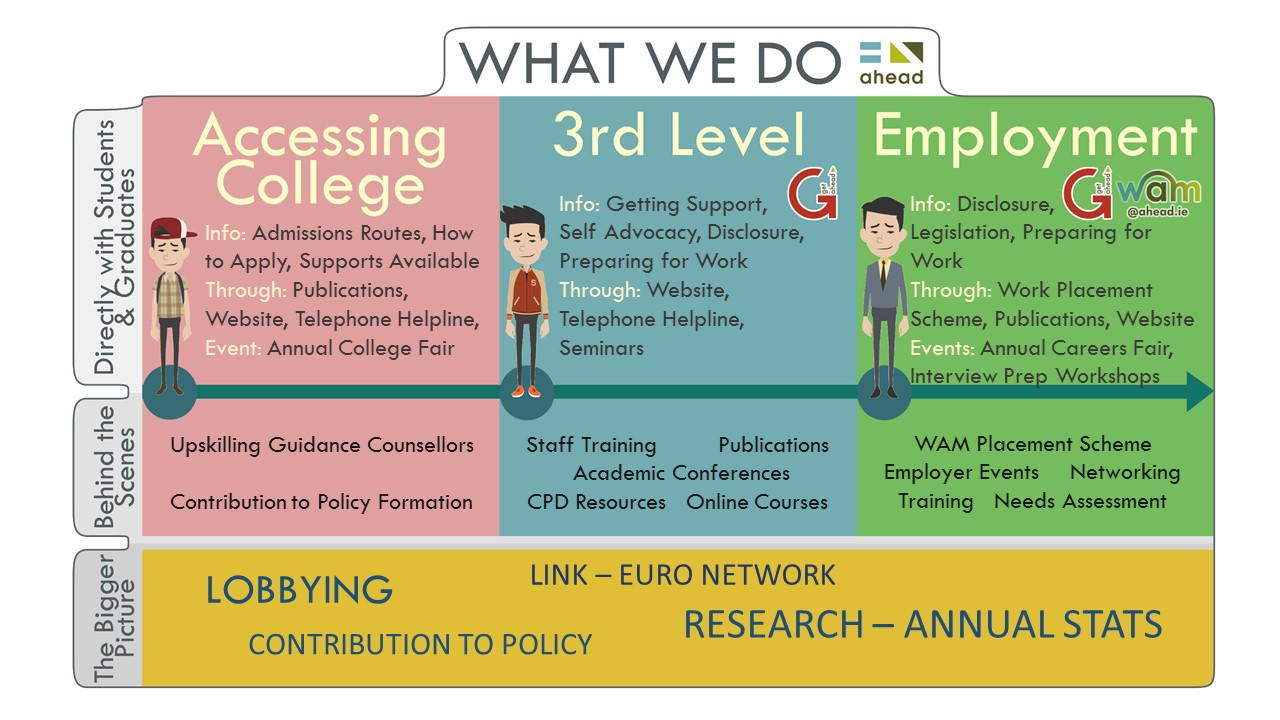 WHAT WE DO
ahead
Directly with Students
& Graduates
Accessing
College
Info: Admissions Routes, How
to Apply, Supports Available
Through: Publications,
Website, Telephone Helpline,
Event: Annual College Fair
3rd Level
G
get
ahead
Info: Getting Support,
Self Advocacy, Disclosure,
Preparing for Work
Through: Website,
Telephone Helpline,
Seminars
S
Employment
G
get
ahead
wam
@ahead.ie
Info: Disclosure,
Legislation, Preparing for
Work
Through: Work Placement
Scheme, Publications, Website
Events: Annual Careers Fair,
Interview Prep Workshops
Behind the
Scenes
Upskilling Guidance Counsellors
Contribution to Policy Formation
Staff Training Publications
Academic Conferences
CPD Resources Online Courses
WAM Placement Scheme
Employer Events Networking
Training Needs Assessment
The Bigger
Picture
LOBBYING
LINK – EURO NETWORK
RESEARCH – ANNUAL STATS
CONTRIBUTION TO POLICY